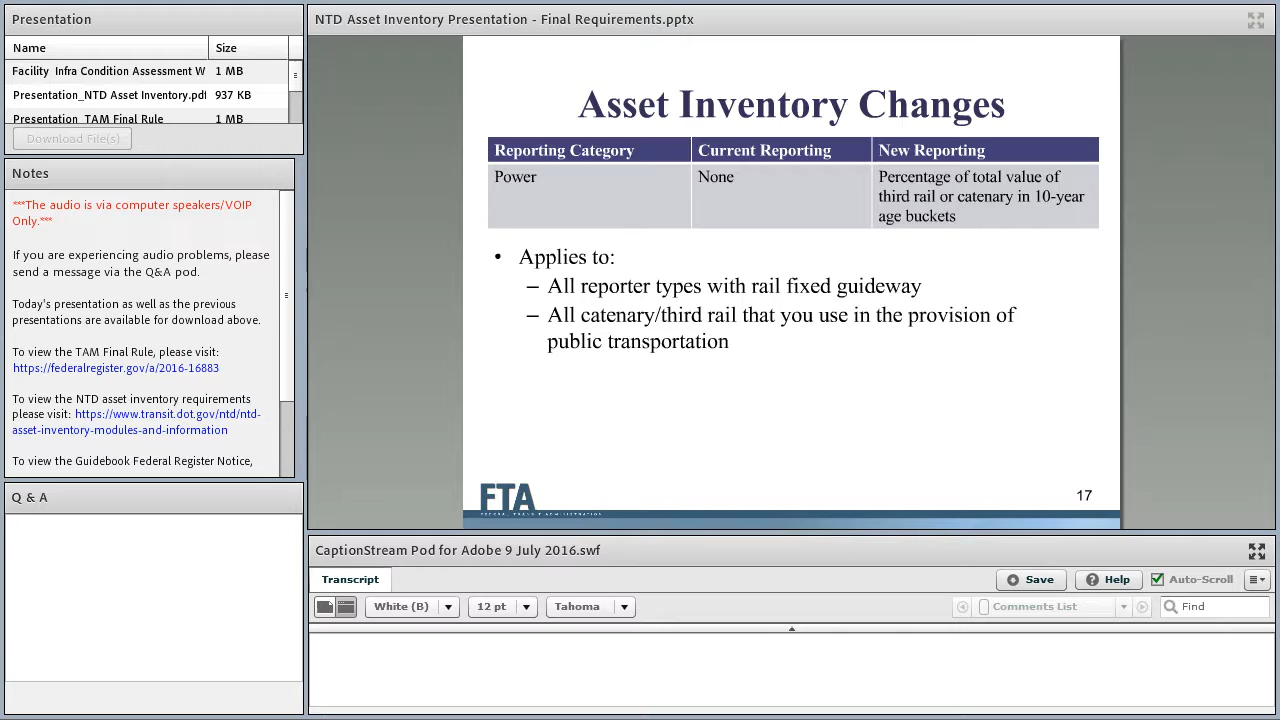 Presentation
Name Size
Facility Infra Condition Assessment W 1 MB
Presentation_NTD Asset Inventory.pdf 937 KB
Presentation_TAM Final Rule 1 MB
Download File(s)
Notes
***The audio is via computer speakers/VOIP
Only.***
If you are experiencing audio problems, please
send a message via the Q&A pod.
Today's presentation as well as the previous
presentations are available for download above.
To view the TAM Final Rule, please visit:
https://federalregister.gov/a/2016-16883
To view the NTD asset inventory requirements
please visit: https://www.transit.dot.gov/ntd/ntd-
asset-inventory-modules-and-information
To view the Guidebook Federal Register Notice,
Q & A
NTD Asset Inventory Presentation - Final Requirements.pptx
Asset Inventory Changes
Reporting Category Current Reporting New Reporting
Power None Percentage of total value of
third rail or catenary in 10-year
age buckets
• Applies to:
– All reporter types with rail fixed guideway
– All catenary/third rail that you use in the provision of
public transportation
FTA
FEDERAL TRANSIT ADMINISTRATION
17
CaptionStream Pod for Adobe 9 July 2016.swf
Transcript
Save
Help
Auto-Scroll
White (B)
12 pt
Tahoma
Comments List
Find